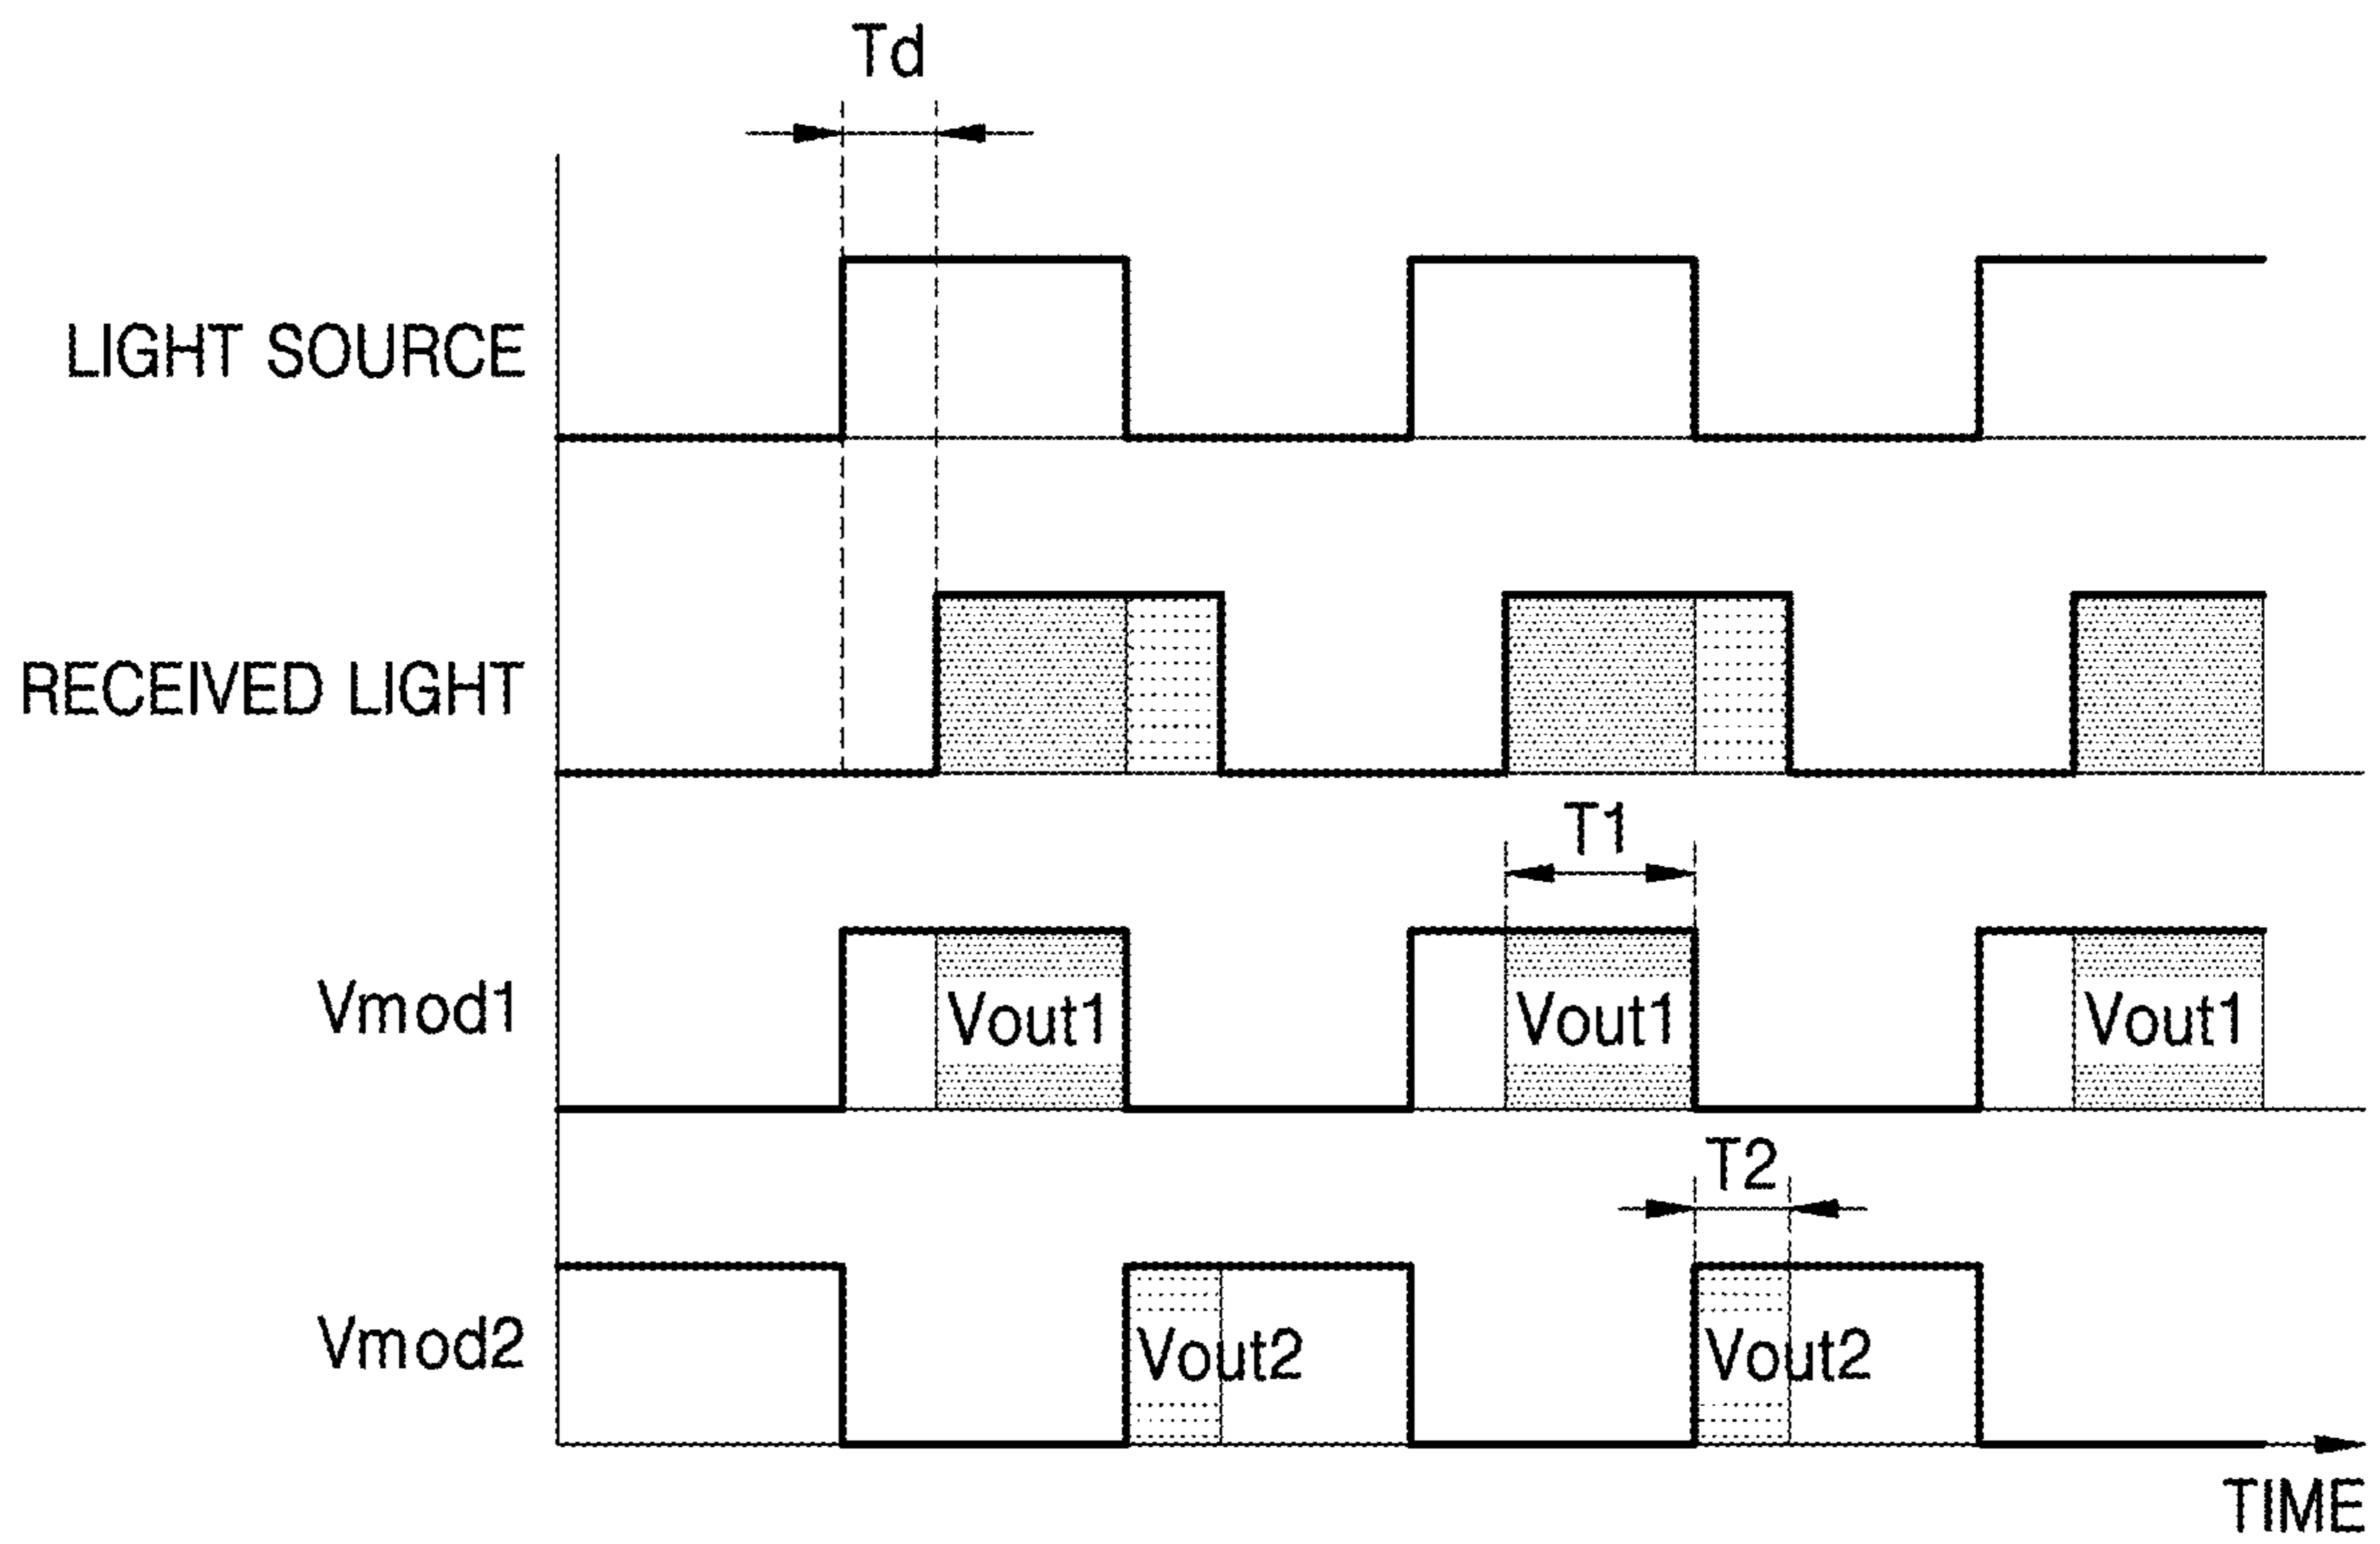 Td
LIGHT SOURCE
RECEIVED LIGHT
T1
Vmod1
Vout1
Vout1
Vout1
T2
Vmod2
Vout2
Vout2
TIME